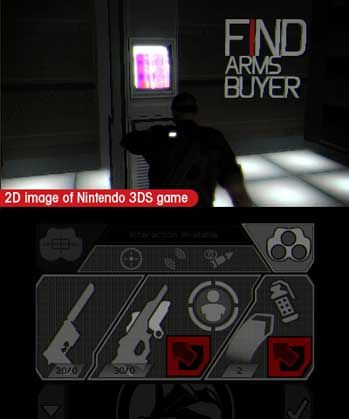 FIND
ARMS
BUYER
2D image of Nintendo 3DS game
Interaction Available
20/0
30/0
2